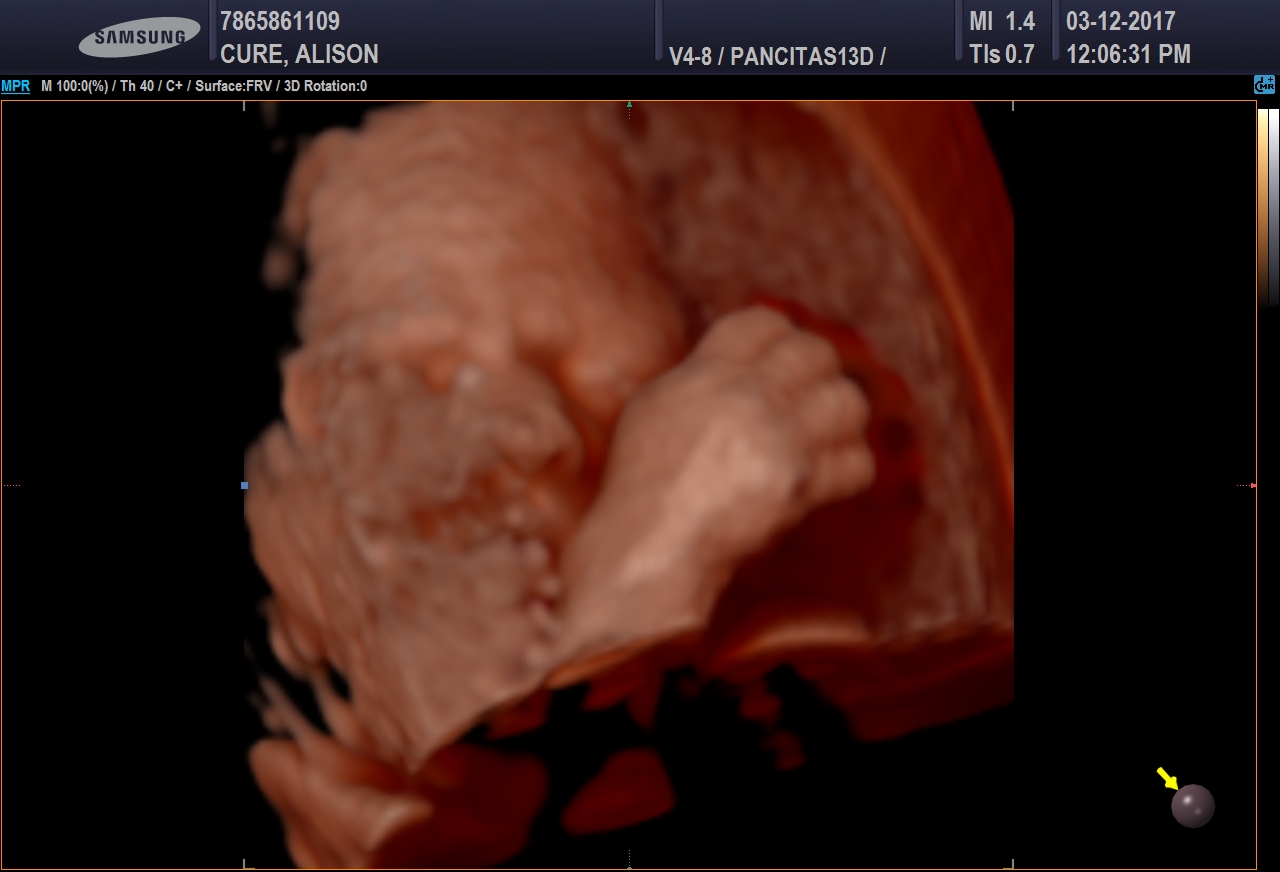 SAMSUNG
7865861109
CURE, ALISON
V4-8 / PANCITAS13D /
MI 1.4
TIs 0.7
03-12-2017
12:06:31 PM
MPR M 100:0(%) / Th 40 / C+ / Surface:FRV / 3D Rotation:0
CMR